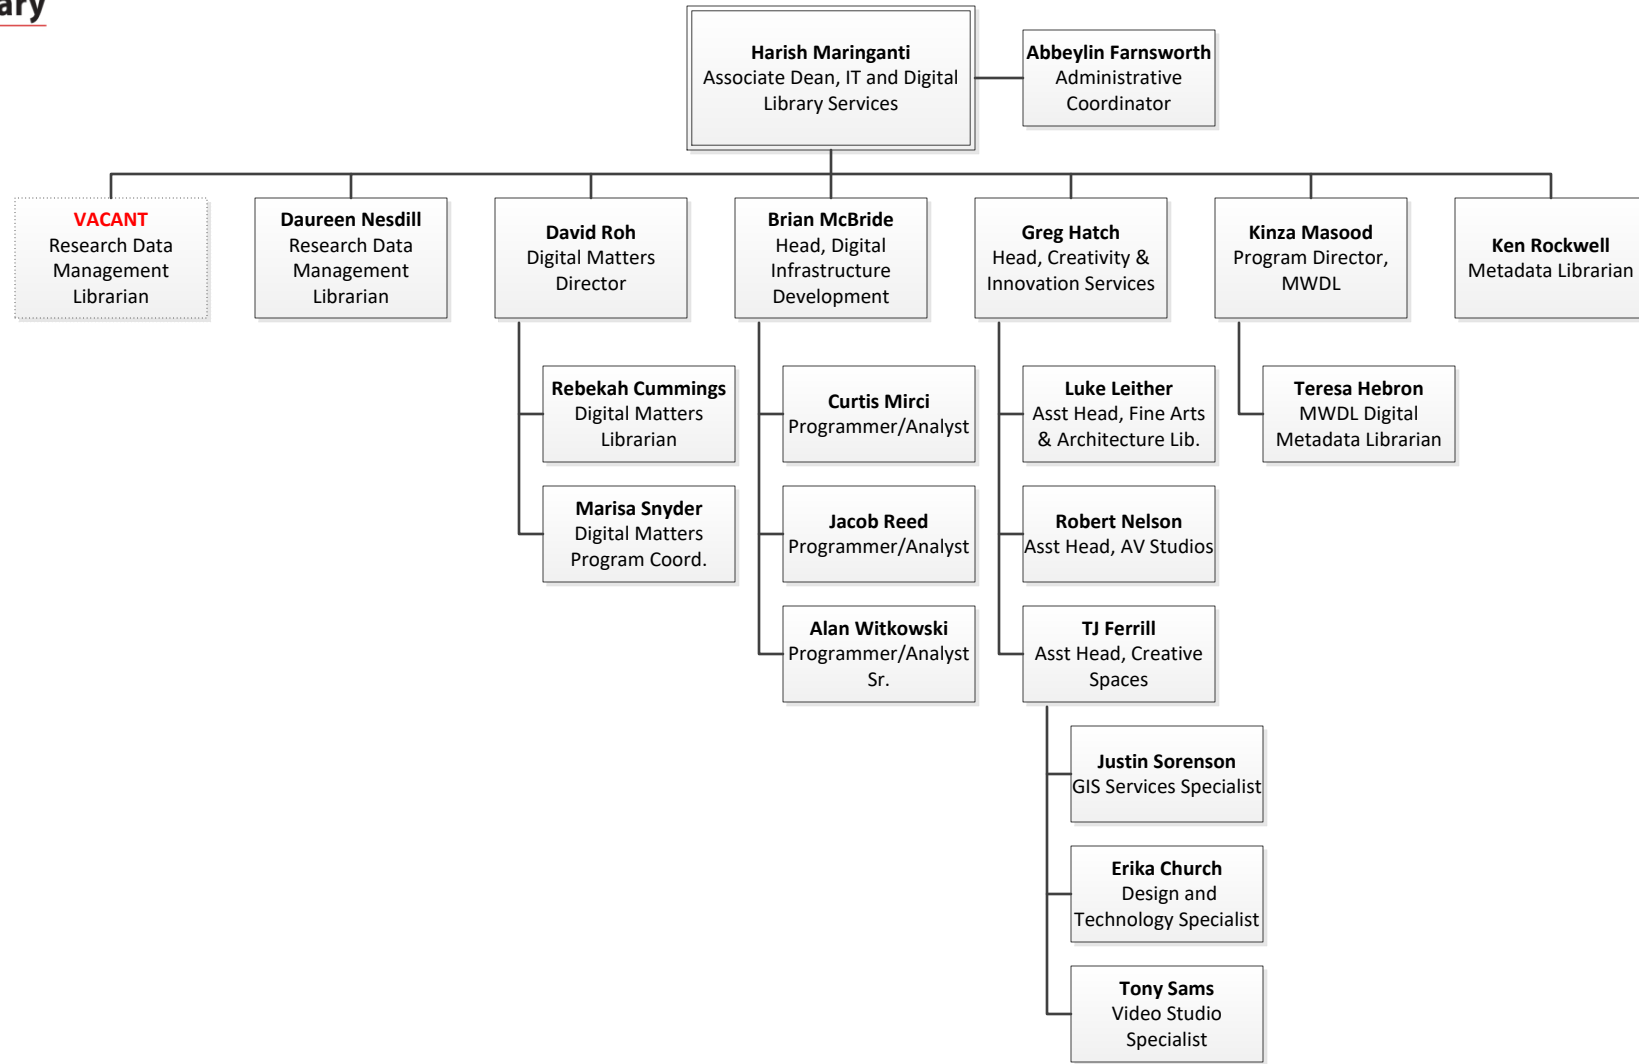 Harish Maringanti
Associate Dean, IT and Digital
Library Services
Abbeylin Farnsworth
Administrative
Coordinator
VACANT
Research Data
Management
Librarian
Daureen Nesdill
Research Data
Management
Librarian
David Roh
Digital Matters
Director
Brian McBride
Head, Digital
Infrastructure
Development
Greg Hatch
Head, Creativity &
Innovation Services
Kinza Masood
Program Director,
MWDL
Ken Rockwell
Metadata Librarian
Rebekah Cummings
Digital Matters
Librarian
Marisa Snyder
Digital Matters
Program Coord.
Curtis Mirci
Programmer/Analyst
Jacob Reed
Programmer/Analyst
Alan Witkowski
Programmer/Analyst
Sr.
Luke Leither
Asst Head, Fine Arts
& Architecture Lib.
Robert Nelson
Asst Head, AV Studios
TJ Ferrill
Asst Head, Creative
Spaces
Justin Sorenson
GIS Services Specialist
Erika Church
Design and
Technology Specialist
Tony Sams
Video Studio
Specialist
Teresa Hebron
MWDL Digital
Metadata Librarian